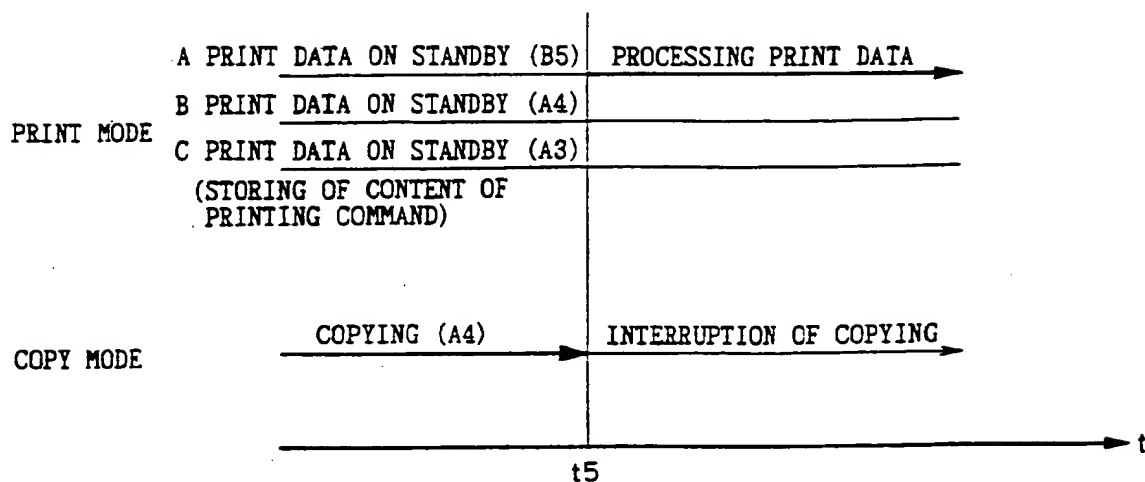 A PRINT DATA ON STANDBY (B5) PROCESSING PRINT DATA
B PRINT DATA ON STANDBY (A4)
PRINT MODE
C PRINT DATA ON STANDBY (A3)
(STORING OF CONTENT OF
PRINTING COMMAND)
COPYING (A4) INTERRUPTION OF COPYING
COPY MODE
t
t5